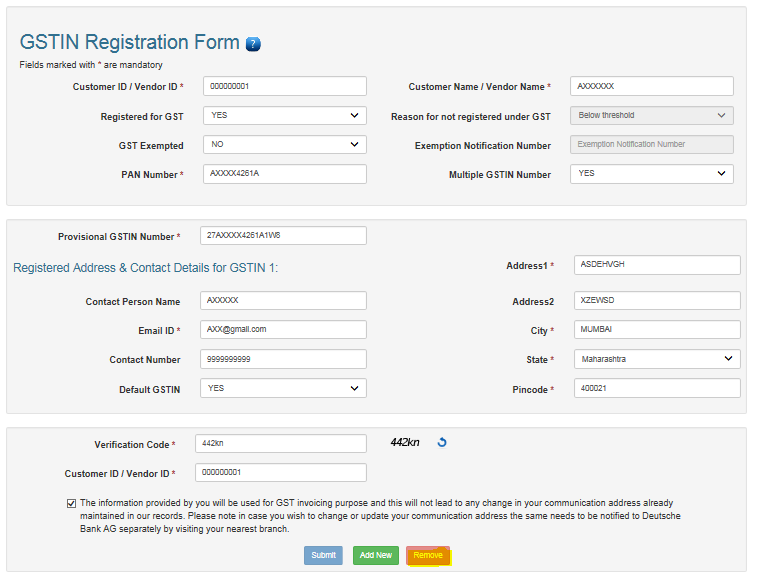 GSTIN Registration Form ?
Fields marked with * are mandatory
Customer ID / Vendor ID * 000000001 Customer Name / Vendor Name * AXXXXXX
Registered for GST YES Reason for not registered under GST Below threshold
GST Exempted NO Exemption Notification Number Exemption Notification Number
PAN Number * AXXXX4261A Multiple GSTIN Number YES
Provisional GSTIN Number * 27AXXXX4261A1W8
Registered Address & Contact Details for GSTIN 1: Address1 * ASDEHVGH
Contact Person Name AXXXXX Address2 XZEWSD
Email ID * AXX@gmail.com City * MUMBAI
Contact Number 9999999999 State * Maharashtra
Default GSTIN YES Pincode * 400021
Verification Code * 442kn 442kn
Customer ID / Vendor ID * 000000001
The information provided by you will be used for GST invoicing purpose and this will not lead to any change in your communication address already
maintained in our records. Please note in case you wish to change or update your communication address the same needs to be notified to Deutsche
Bank AG separately by visiting your nearest branch.
Submit Add New Remove